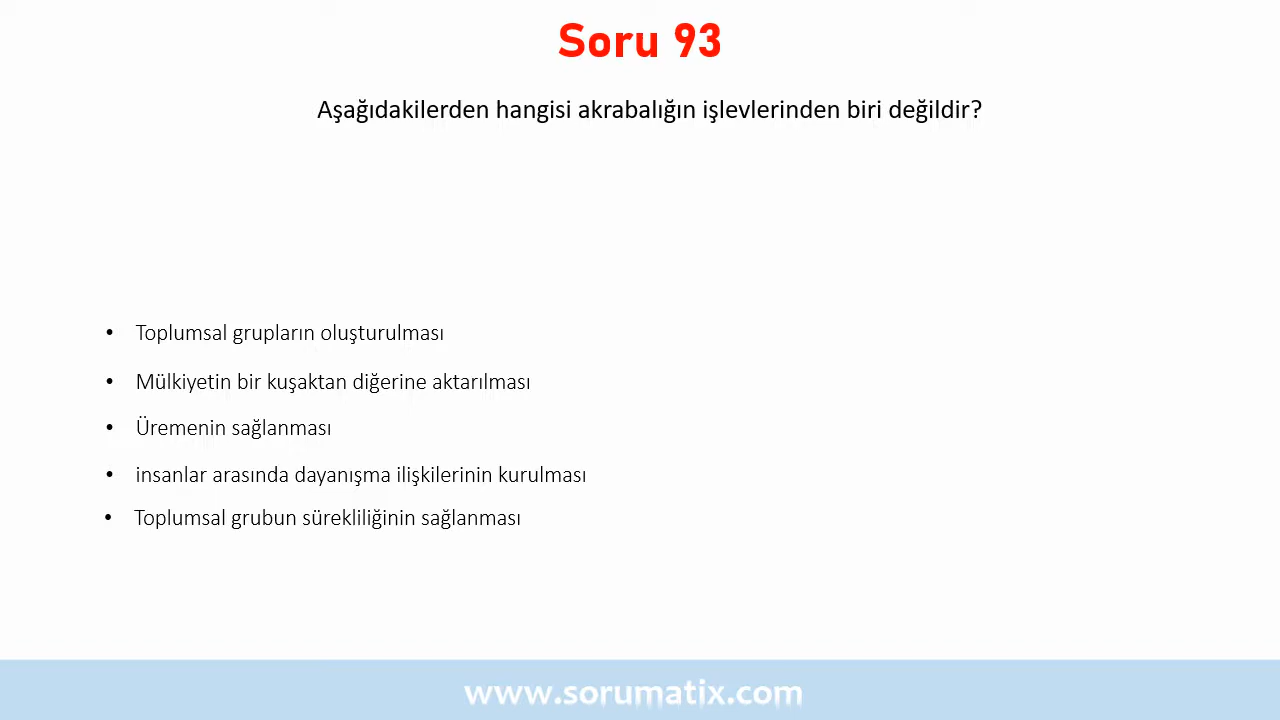 Soru 93
Aşağıdakilerden hangisi akrabalığın işlevlerinden biri değildir?
• Toplumsal grupların oluşturulması
• Mülkiyetin bir kuşaktan diğerine aktarılması
• Üremenin sağlanması
• insanlar arasında dayanışma ilişkilerinin kurulması
• Toplumsal grubun sürekliliğinin sağlanması
www.sorumatix.com